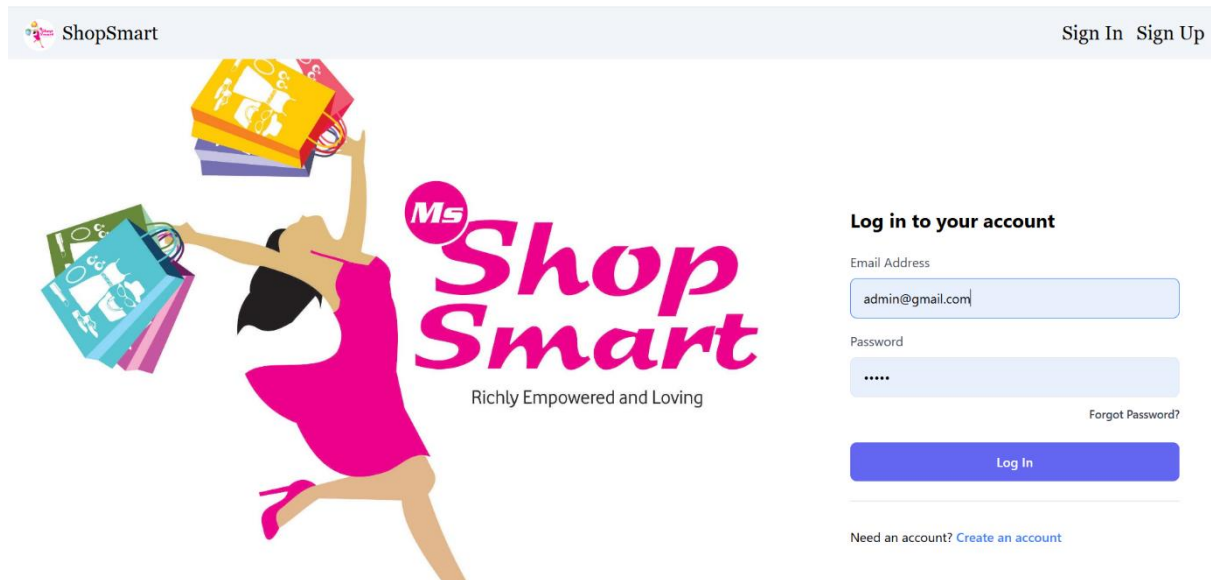 ShopSmart
Sign In Sign Up
Ms
Shop
Smart
Richly Empowered and Loving
Log in to your account
Email Address
admin@gmail.com
Password
•••••
Forgot Password?
Log In
Need an account? Create an account